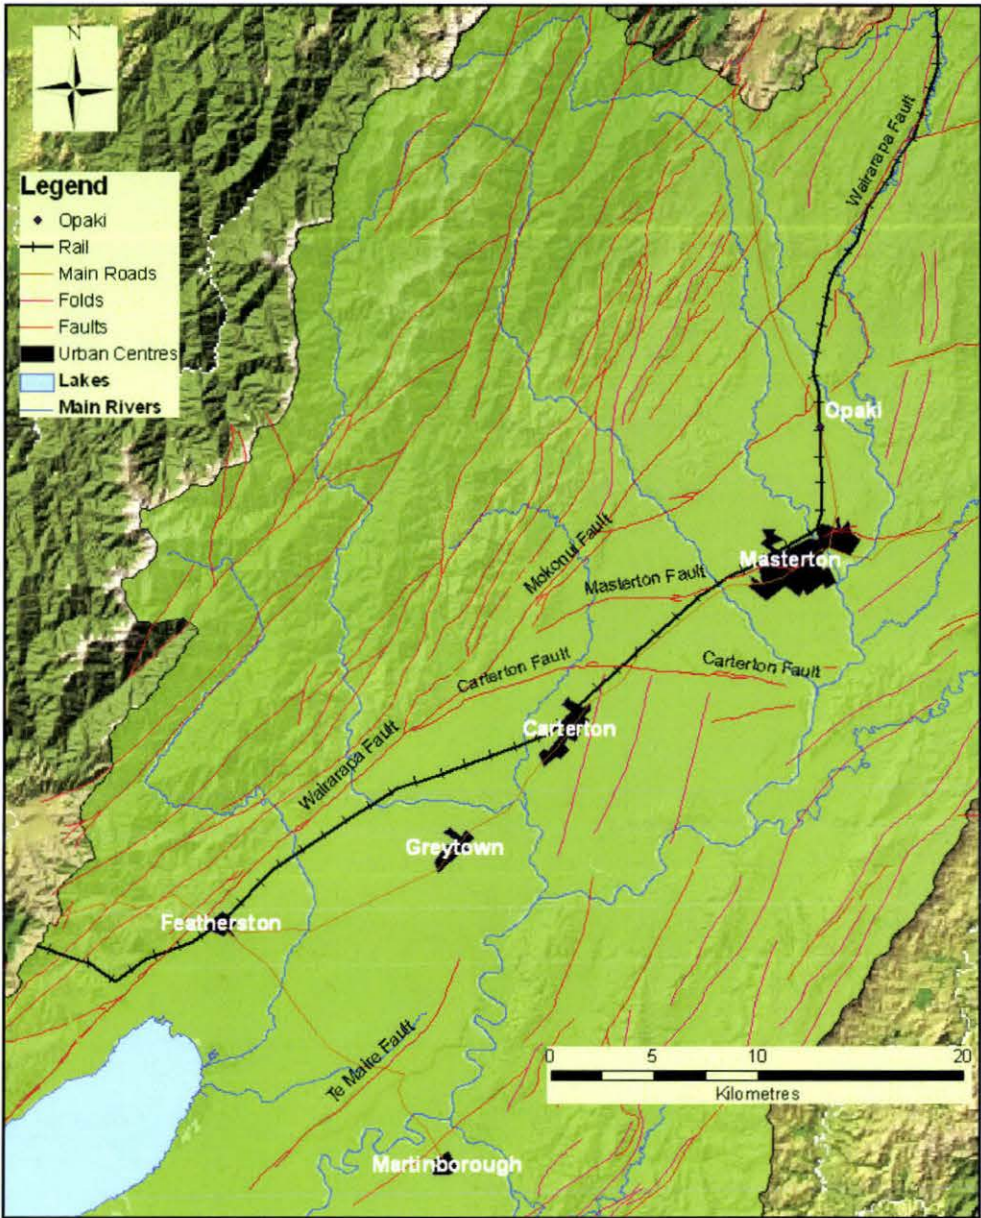 N
Legend
Opaki
Rail
Main Roads
Folds
Faults
Urban Centres
Lakes
Main Rivers
Wairarapa Fault
Opaki
Mokonui Fault
Masterton Fault
Masterton
Carterton Fault
Carterton Fault
Carterton
Wairarapa Fault
Greytown
Featherston
Te Maire Fault
0 5 10 20
Kilometres
Martinborough